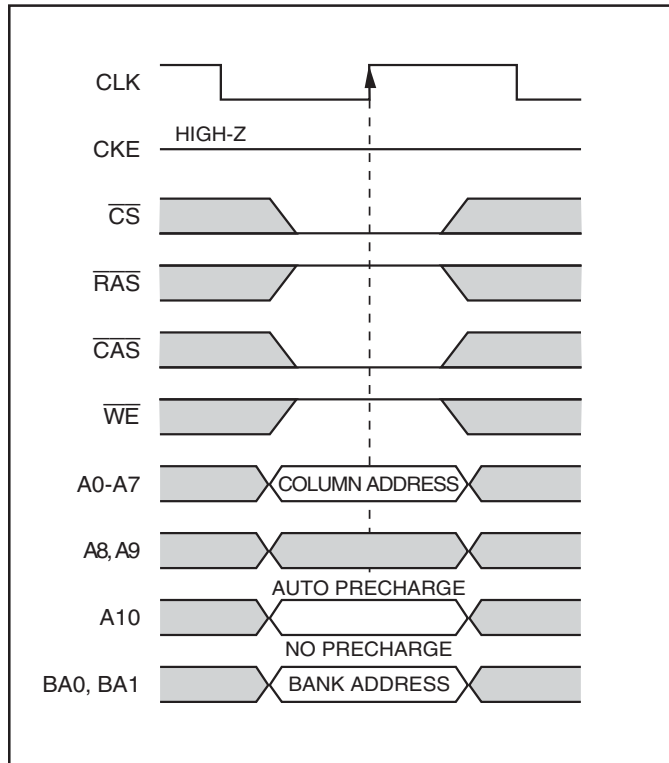 CLK
HIGH-Z
CKE
CS
RAS
CAS
WE
A0-A7 COLUMN ADDRESS
A8, A9
AUTO PRECHARGE
A10
NO PRECHARGE
BA0, BA1 BANK ADDRESS